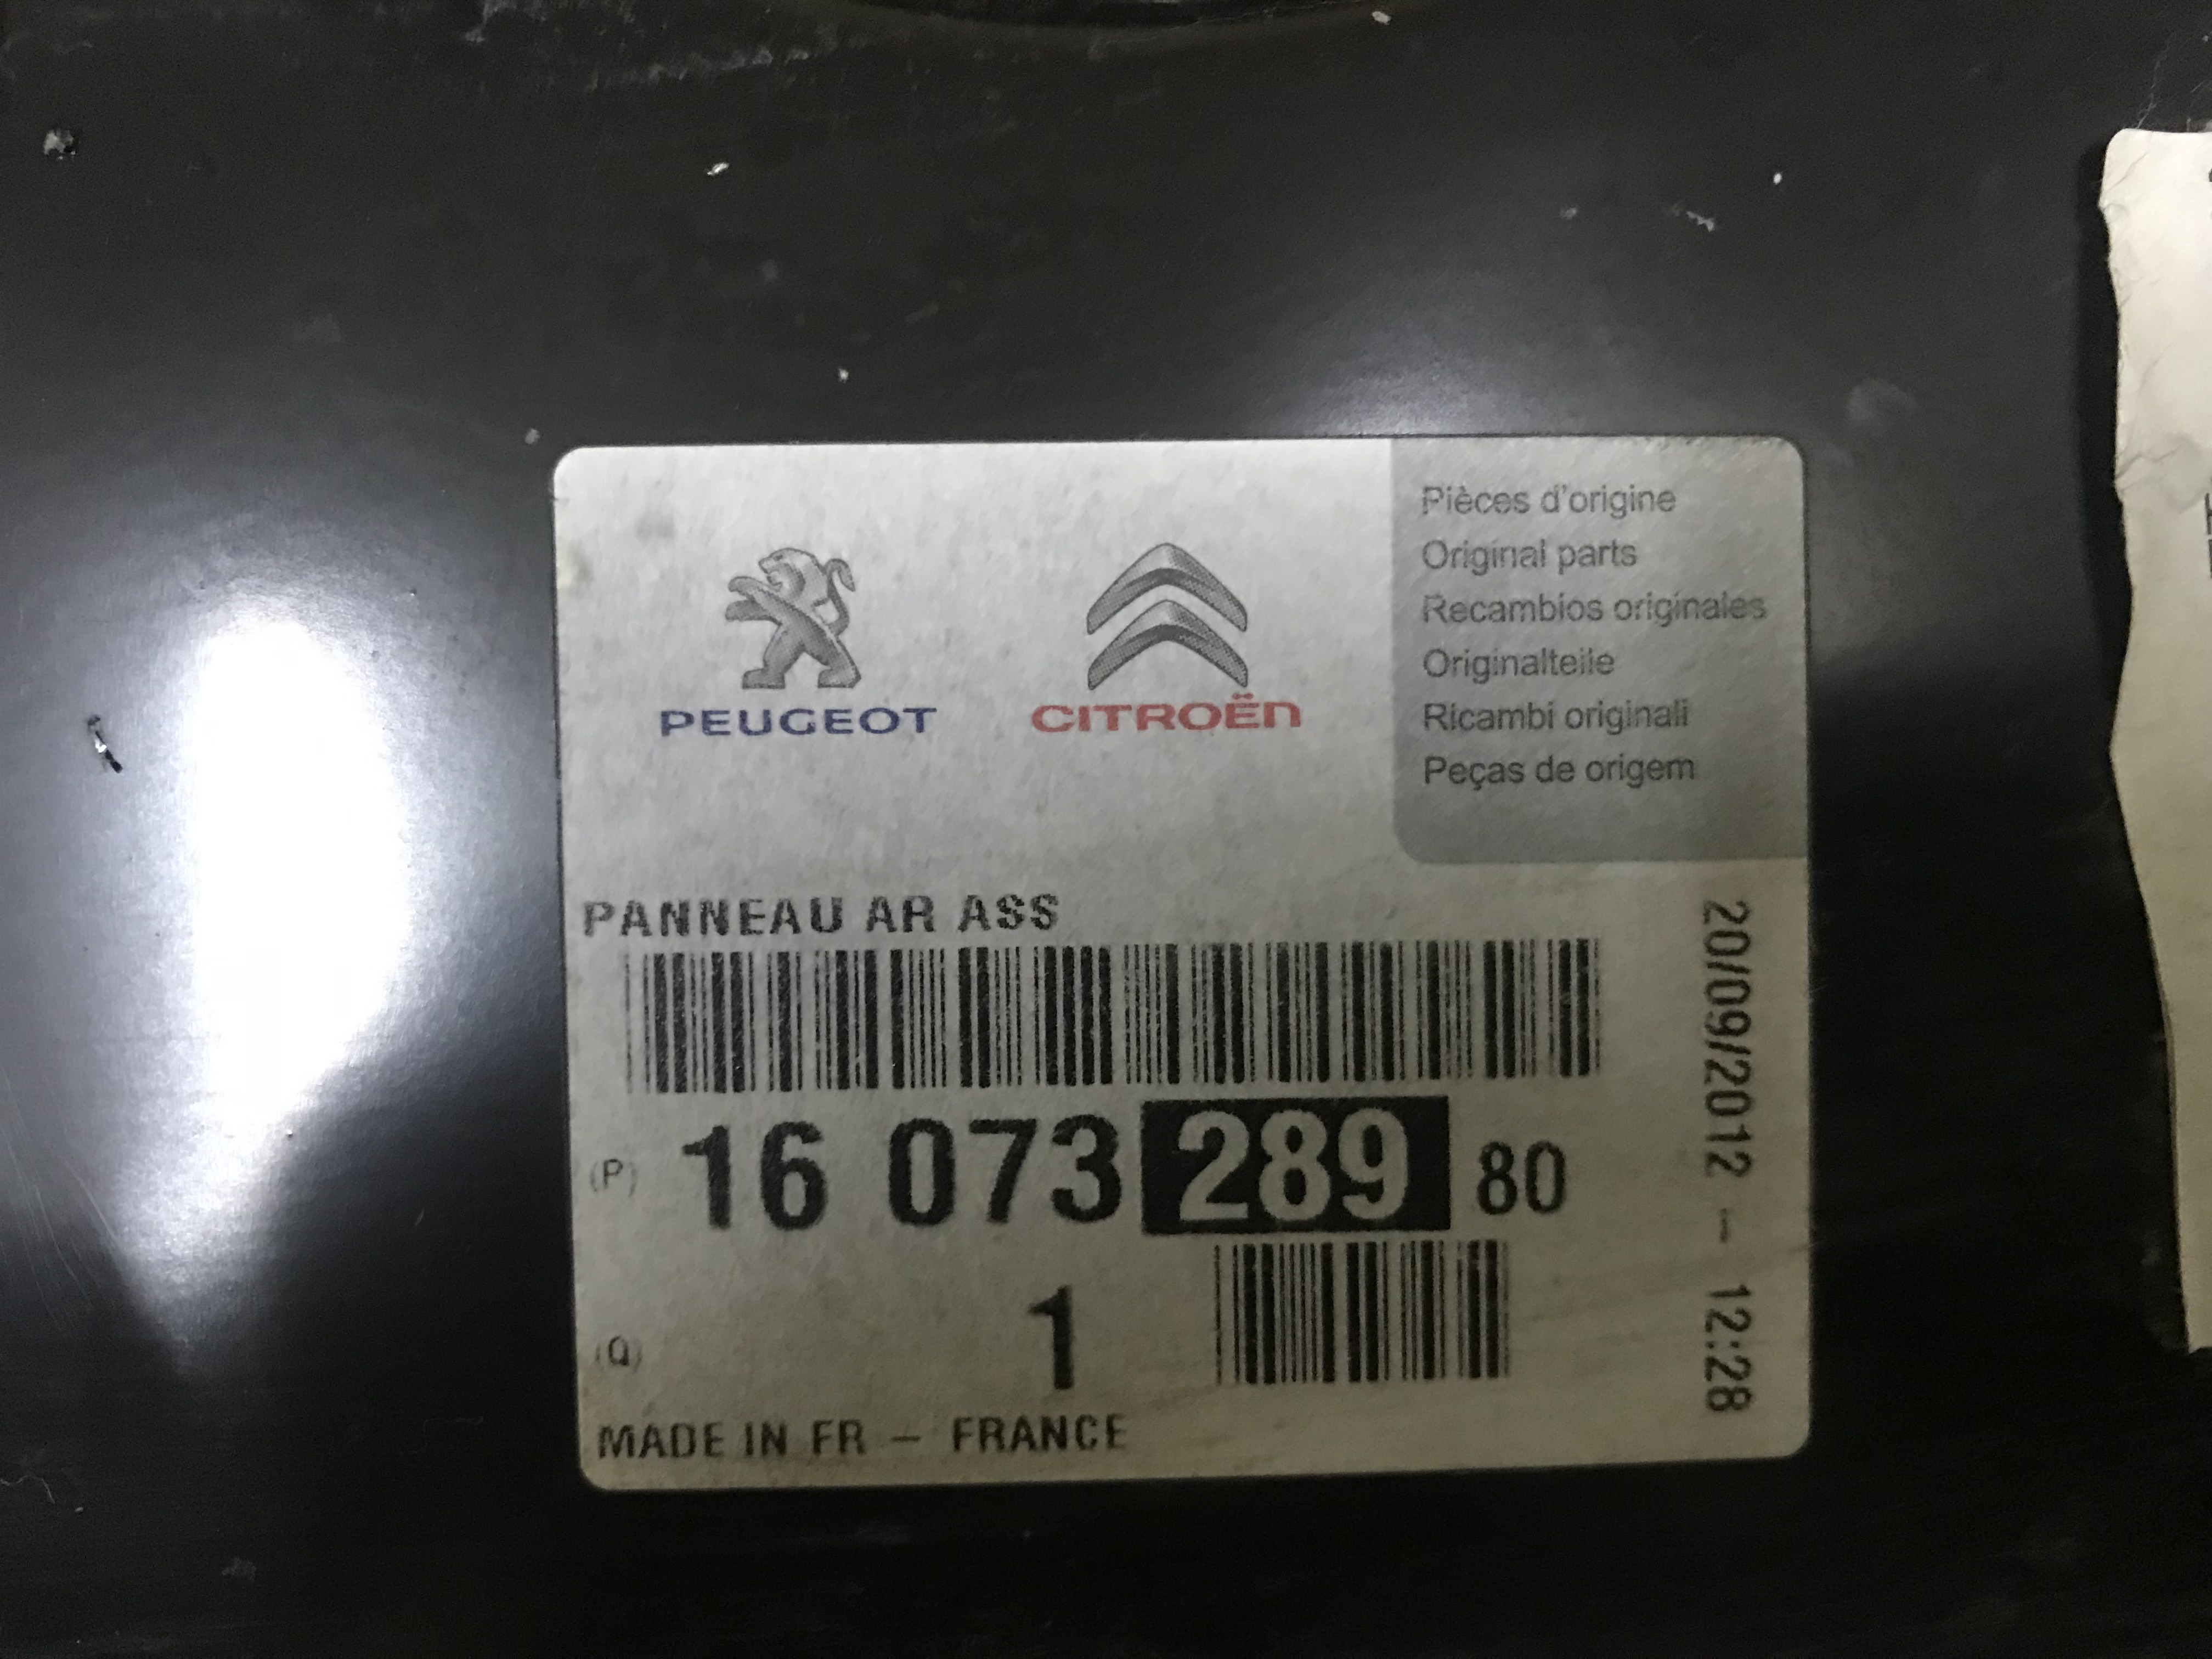 PEUGEOT
CITROËN
Pièces d'origine
Original parts
Recambios originales
Originalteile
Ricambi originali
Peças de origem
PANNEAU AR ASS
(P) 16 073 289 80
(Q) 1
MADE IN FR - FRANCE
20/09/2012 - 12:28